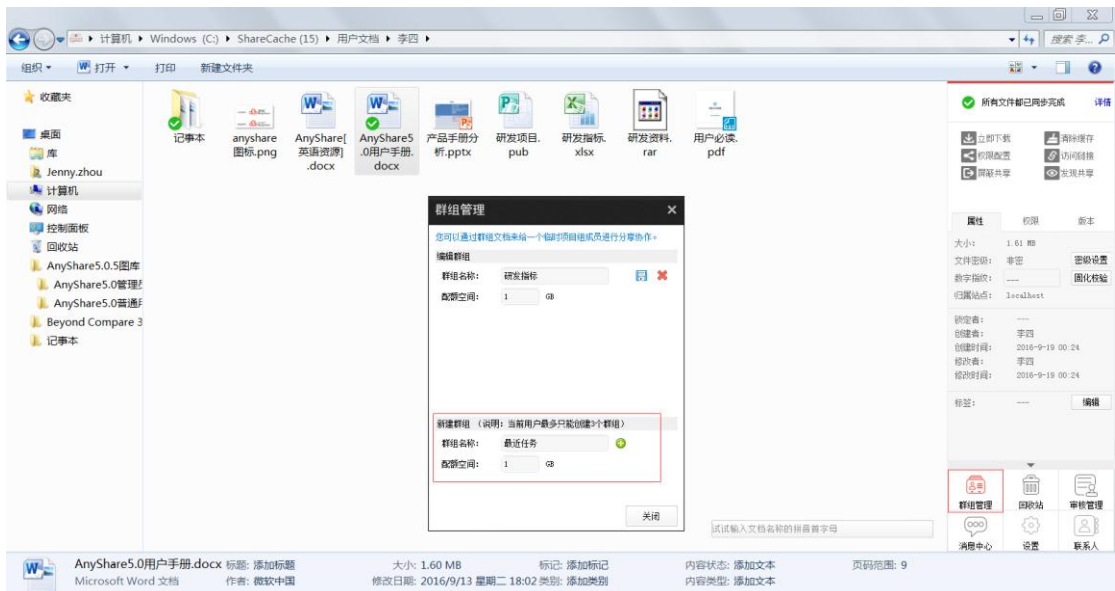 计算机 Windows (C:) ShareCache (15) 用户文档 李四
搜索 李...
组织 打开 打印 新建文件夹
收藏夹
桌面
库
Jenny.zhou
计算机
网络
控制面板
回收站
AnyShare5.0.5图库
AnyShare5.0管理员
AnyShare5.0普通用
Beyond Compare 3
记事本
记事本
anyshare图标.png
AnyShare[英语资源].docx
AnyShare5.0用户手册.docx
产品手册分析.pptx
研发项目.pub
研发指标.xlsx
研发资料.rar
用户必读.pdf
群组管理
您可以通过群组文档来给一个临时项目组成员进行分享协作。
编辑群组
群组名称: 研发指标
配额空间: 1 GB
新建群组 (说明: 当前用户最多只能创建3个群组)
群组名称: 最近任务
配额空间: 1 GB
关闭
试试输入文档名称的拼音首字母
所有文件都已同步完成 详情
立即下载 清除缓存
权限配置 访问链接
屏蔽共享 发现共享
属性 权限 版本
大小: 1.61 MB
文件密级: 非密 密级设置
数字指纹: --- 固化校验
归属站点: localhost
锁定者: ---
创建者: 李四
创建时间: 2016-9-19 00:24
修改者: 李四
修改时间: 2016-9-19 00:24
标签: --- 编辑
群组管理 回收站 审核管理
消息中心 设置 联系人
AnyShare5.0用户手册.docx 标题: 添加标题 大小: 1.60 MB 标记: 添加标记 内容状态: 添加文本 页码范围: 9
Microsoft Word 文档 作者: 微软中国 修改日期: 2016/9/13 星期二 18:02 类别: 添加类别 内容类型: 添加文本